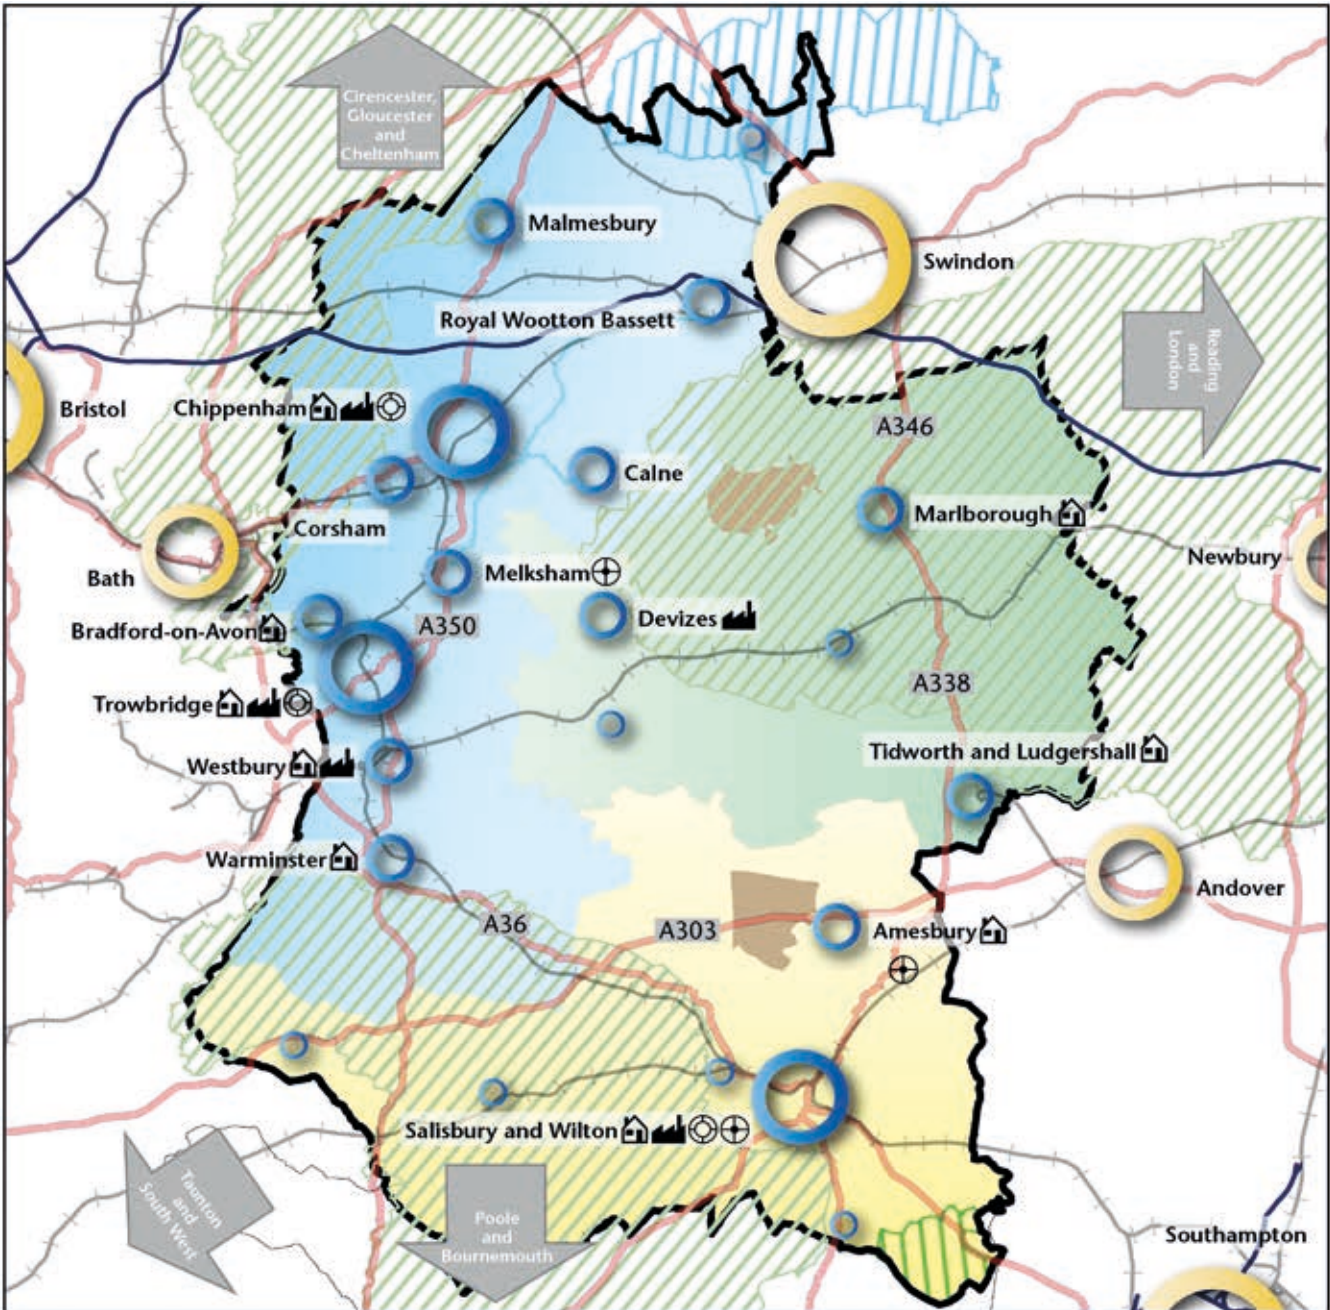 Cirencester,
Gloucester
and
Cheltenham
Malmesbury
Swindon
Royal Wootton Bassett
Reading
and
London
Bristol
Chippenham
A346
Calne
Marlborough
Corsham
Bath
Newbury
Melksham
Devizes
A350
Bradford-on-Avon
A338
Trowbridge
Tidworth and Ludgershall
Westbury
Warminster
Andover
A36
A303
Amesbury
Salisbury and Wilton
Taunton
and
South West
Poole
and
Bournemouth
Southampton